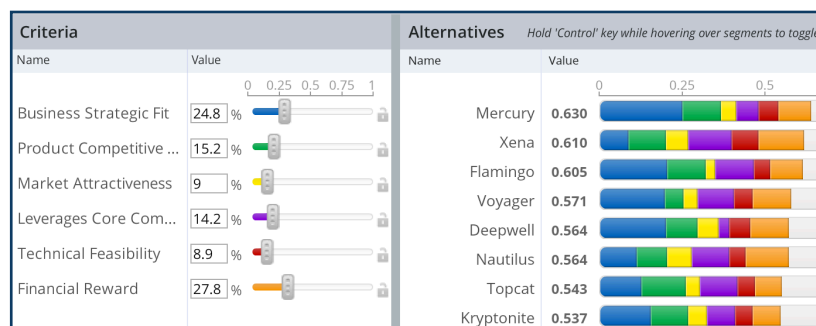 Criteria
Name Value
0 0.25 0.5 0.75 1
Business Strategic Fit 24.8 %
Product Competitive ... 15.2 %
Market Attractiveness 9 %
Leverages Core Com... 14.2 %
Technical Feasibility 8.9 %
Financial Reward 27.8 %
Alternatives Hold 'Control' key while hovering over segments to toggle
Name Value
0 0.25 0.5
Mercury 0.630
Xena 0.610
Flamingo 0.605
Voyager 0.571
Deepwell 0.564
Nautilus 0.564
Topcat 0.543
Kryptonite 0.537